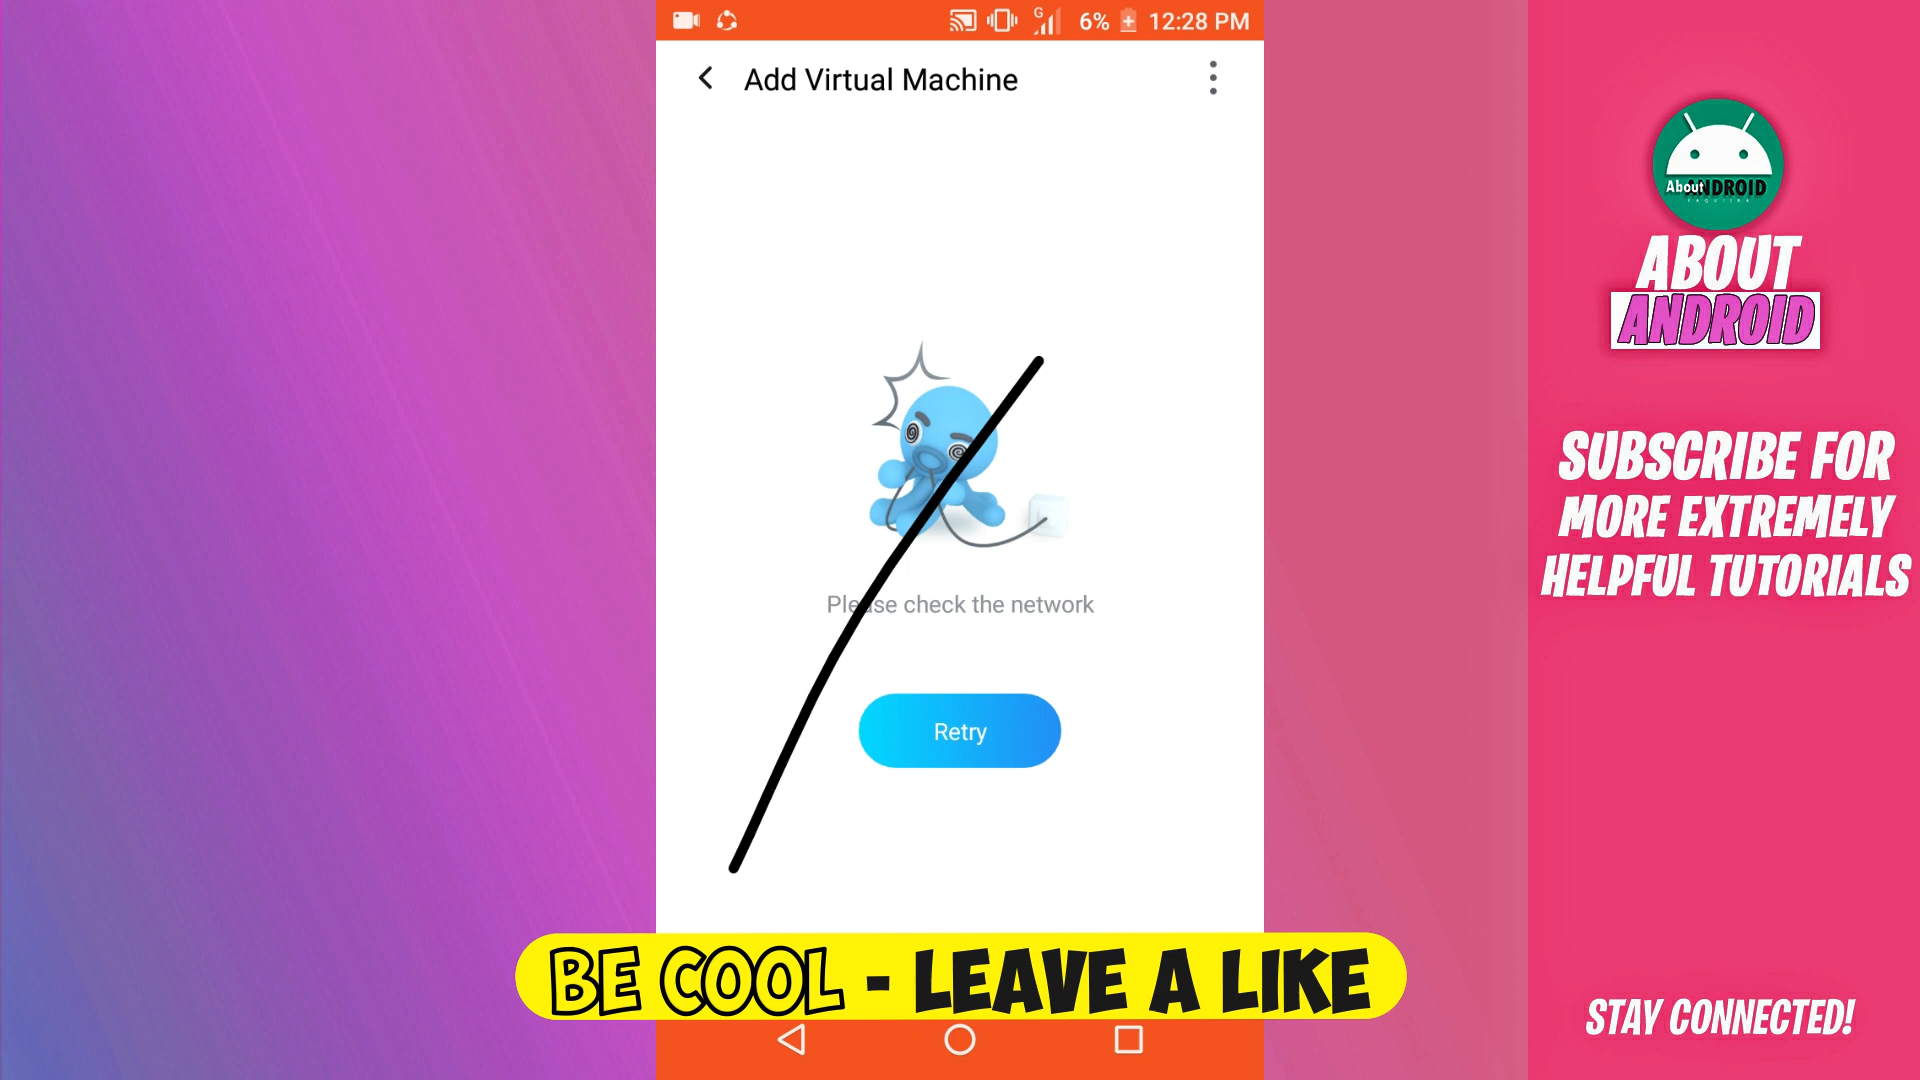 G 6% 12:28 PM
Add Virtual Machine
Please check the network
Retry
BE COOL - LEAVE A LIKE
About ANDROID
ABOUT
ANDROID
SUBSCRIBE FOR
MORE EXTREMELY
HELPFUL TUTORIALS
STAY CONNECTED!